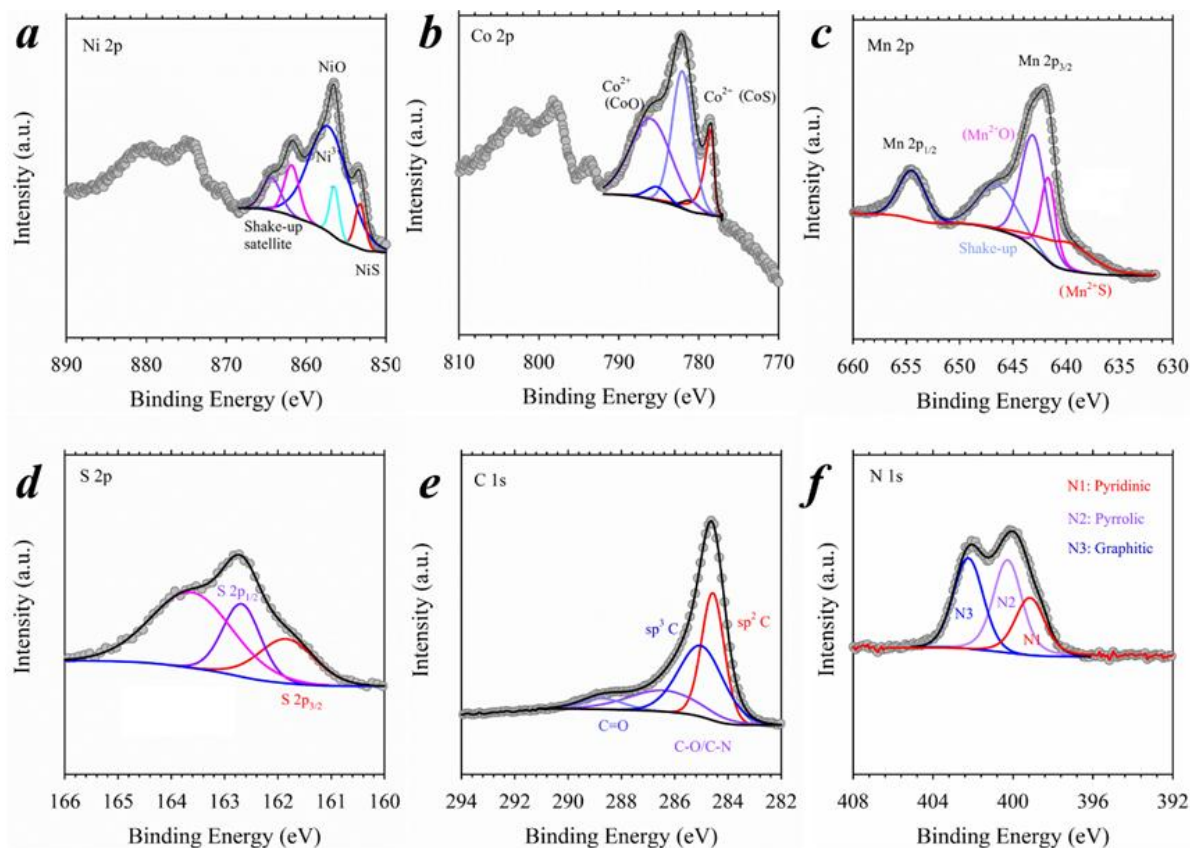 a
Ni 2p
NiO
Ni³⁺
Shake-up
satellite
NiS
Intensity (a.u.)
890 880 870 860 850
Binding Energy (eV)
b
Co 2p
Co²⁺
(CoO)
Co²⁺ (CoS)
Intensity (a.u.)
810 800 790 780 770
Binding Energy (eV)
c
Mn 2p
Mn 2p₃/₂
(Mn²⁺O)
Mn 2p₁/₂
Shake-up
(Mn²⁺S)
Intensity (a.u.)
660 655 650 645 640 635 630
Binding Energy (eV)
d
S 2p
S 2p₁/₂
S 2p₃/₂
Intensity (a.u.)
166 165 164 163 162 161 160
Binding Energy (eV)
e
C 1s
sp³ C
sp² C
C=O
C-O/C-N
Intensity (a.u.)
294 292 290 288 286 284 282
Binding Energy (eV)
f
N 1s
N1: Pyridinic
N2: Pyrrolic
N3: Graphitic
N3
N2
N1
Intensity (a.u.)
408 404 400 396 392
Binding Energy (eV)